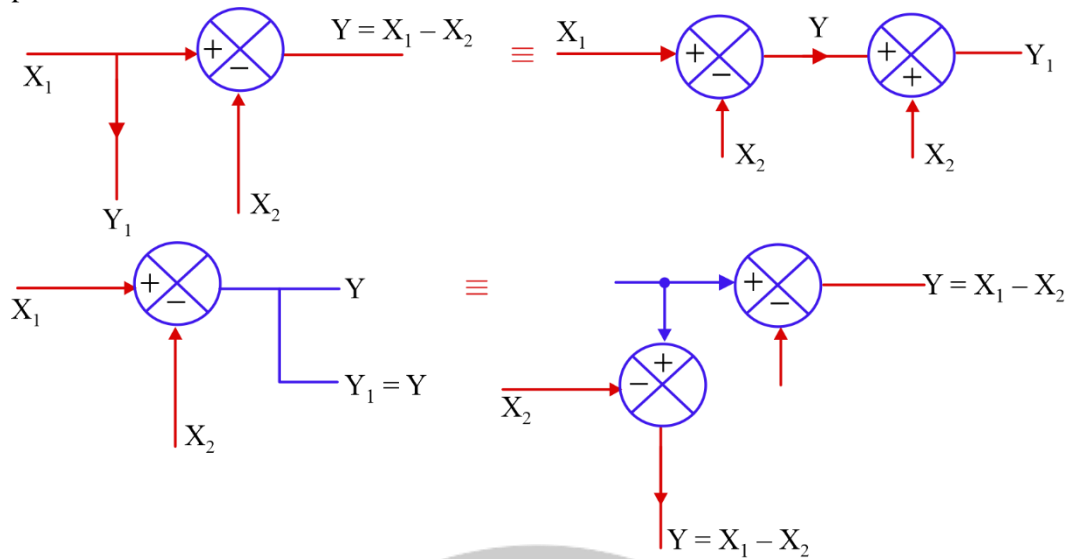 Y = X₁ – X₂
X₁
+
–
Y₁
X₂
≡
X₁
+
–
Y
+
+
Y₁
X₂
X₂
X₁
+
–
Y
Y₁ = Y
X₂
≡
+
–
Y = X₁ – X₂
+
–
X₂
Y = X₁ – X₂